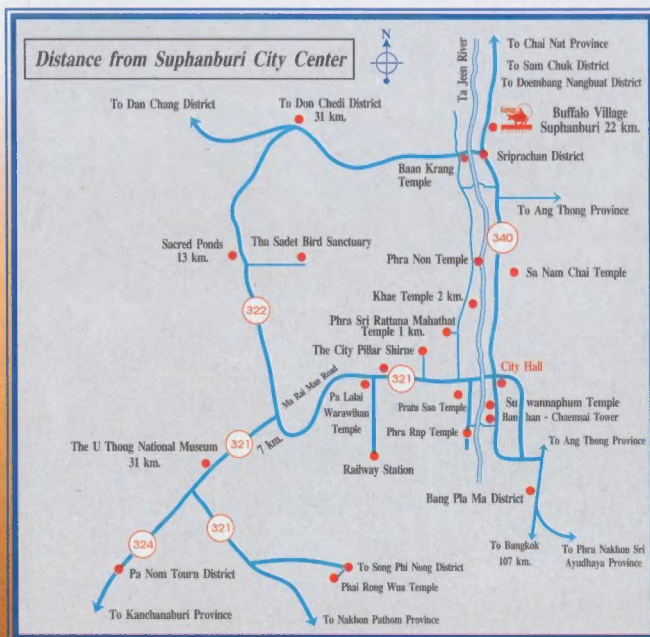 Distance from Suphanburi City Center
N
Ta Jeen River
To Chai Nat Province
To Sam Chuk District
To Doembang Nangbuat District
To Dan Chang District
To Don Chedi District
31 km.
Buffalo Village
Suphanburi 22 km.
Baan Krang
Temple
Sriprachan District
To Ang Thong Province
340
Sacred Ponds
13 km.
Tha Sadet Bird Sanctuary
Phra Non Temple
Sa Nam Chai Temple
322
Khae Temple 2 km.
Phra Sri Rattana Mahathat
Temple 1 km.
The City Pillar Shirne
City Hall
Ma Rai Man Road
321
Pa Lalai
Warawihan
Temple
Pratu San Temple
Suwannaphum Temple
Banchan - Chaemsai Tower
Phra Rup Temple
The U Thong National Museum
31 km.
321
7 km.
Railway Station
To Ang Thong Province
Bang Pla Ma District
321
324
To Bangkok
107 km.
To Phra Nakhon Sri
Ayudhaya Province
Pa Nom Tourn District
To Song Phi Nong District
Phai Rong Wua Temple
To Kanchanaburi Province
To Nakhon Pathom Province